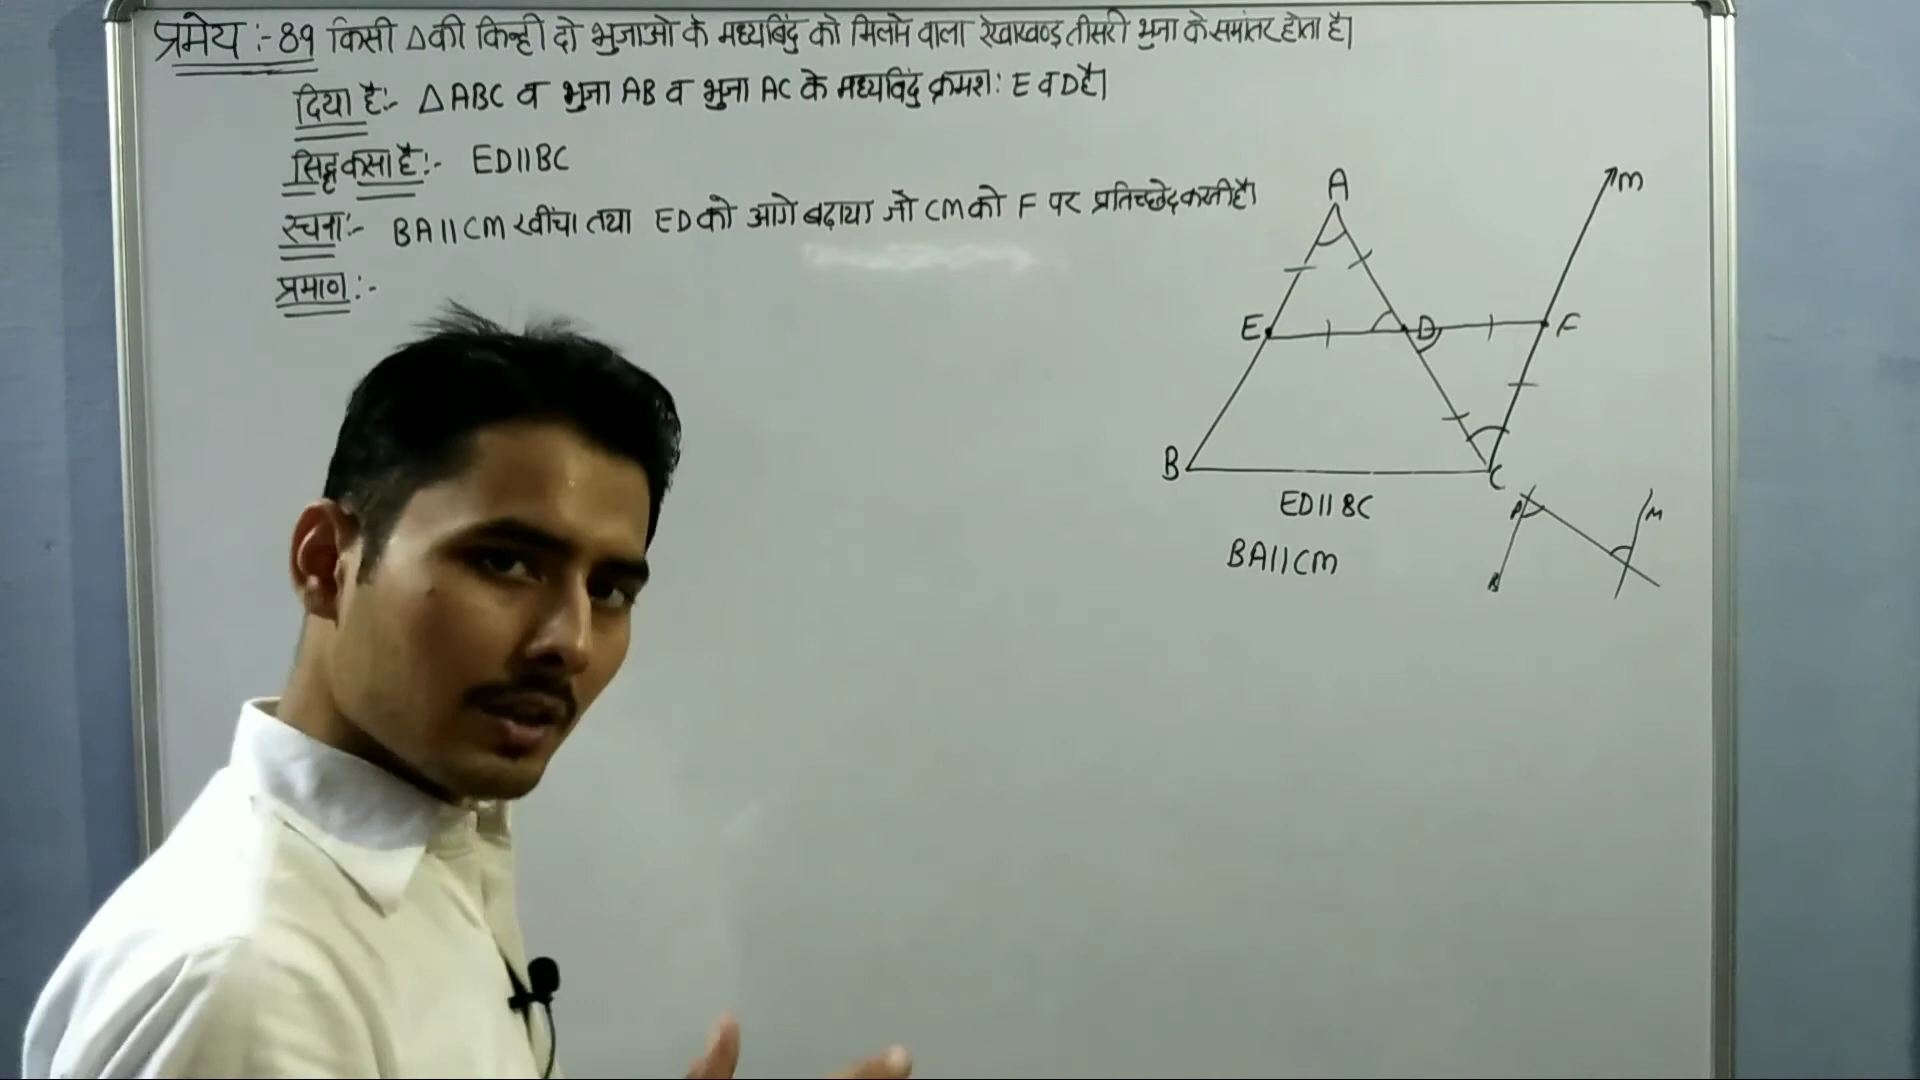 प्रमेय :- 89 किसी Δ की किन्ही दो भुजाओ के मध्यबिंदु को मिलाने वाला रेखाखण्ड तीसरी भुजा के समांतर होता है।
दिया है:- △ABC व भुजा AB व भुजा AC के मध्यबिंदु क्रमश: E व D है।
सिद्ध करना है:- ED||BC
रचना:- BA||CM खींचा तथा ED को आगे बढ़ाया जो CM को F पर प्रतिच्छेद करती है।
प्रमाण:-
A
M
E
D
F
B
C
ED||BC
BA||CM
A
M
B